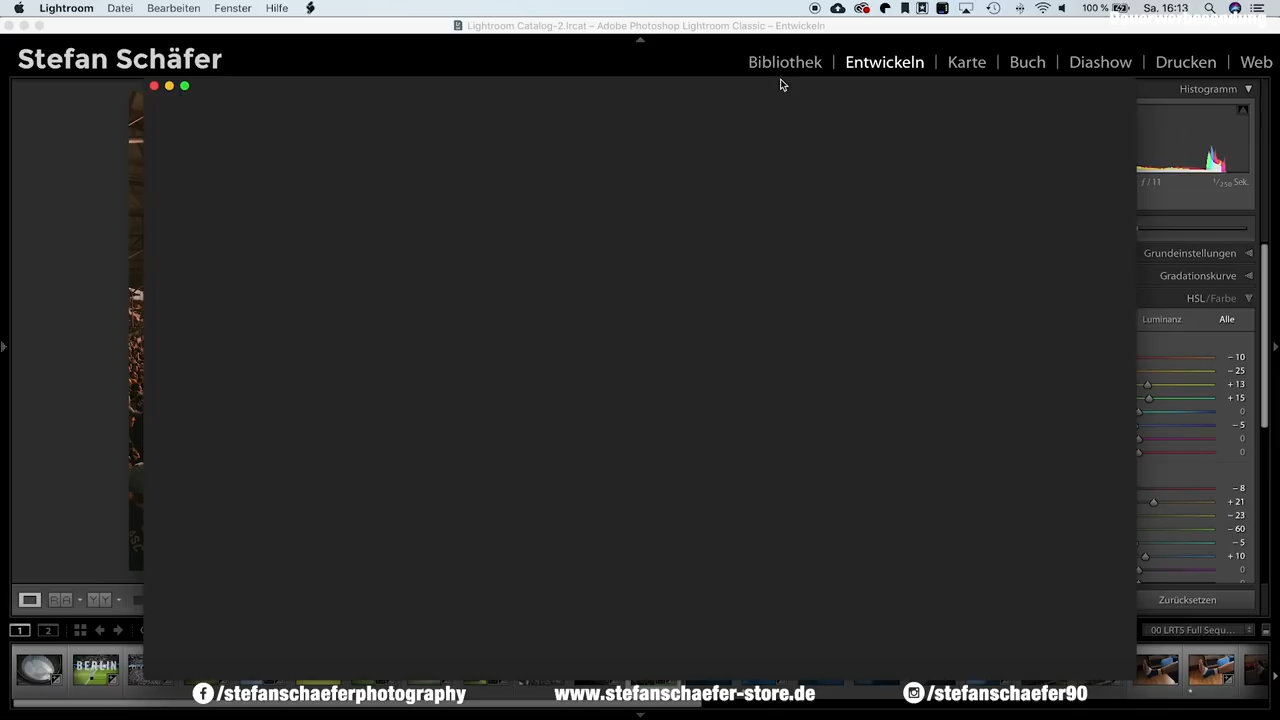 Lightroom Datei Bearbeiten Fenster Hilfe 100 % Sa. 16:13
Dauerwerbesendung
Lightroom Catalog-2.lrcat – Adobe Photoshop Lightroom Classic – Entwickeln
Stefan Schäfer
Bibliothek | Entwickeln | Karte | Buch | Diashow | Drucken | Web
Histogramm
ƒ / 11 1/250 Sek.
Grundeinstellungen
Gradationskurve
HSL / Farbe
Luminanz Alle
– 10
– 25
+ 13
+ 15
0
– 5
0
0
– 8
+ 21
– 23
– 60
– 5
+ 10
0
R A Y Y
Zurücksetzen
1 2
00 LRT5 Full Sequ...
BERLIN
/stefanschaeferphotography www.stefanschaefer-store.de /stefanschaefer90